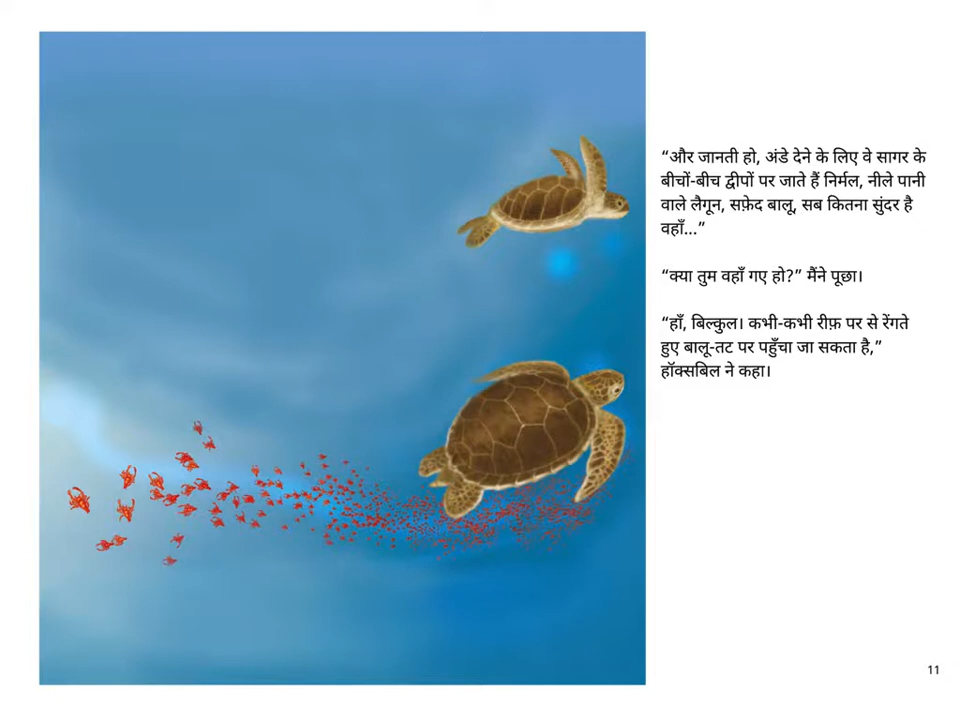 “और जानती हो, अंडे देने के लिए वे सागर के
बीचों-बीच द्वीपों पर जाते हैं निर्मल, नीले पानी
वाले लैगून, सफ़ेद बालू, सब कितना सुंदर है
वहाँ...”
“क्या तुम वहाँ गए हो?” मैंने पूछा।
“हाँ, बिल्कुल। कभी-कभी रीफ़ पर से रेंगते
हुए बालू-तट पर पहुँचा जा सकता है,”
हॉक्सबिल ने कहा।
11